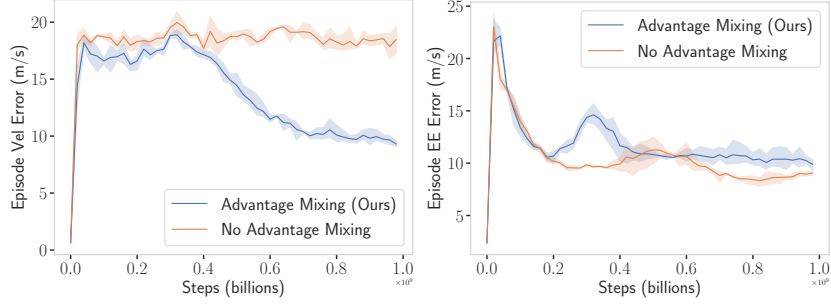 20
15
10
5
0
Episode Vel Error (m/s)
Advantage Mixing (Ours)
No Advantage Mixing
0.0 0.2 0.4 0.6 0.8 1.0
Steps (billions)
×10⁹
25
20
15
10
5
Episode EE Error (m/s)
Advantage Mixing (Ours)
No Advantage Mixing
0.0 0.2 0.4 0.6 0.8 1.0
Steps (billions)
×10⁹